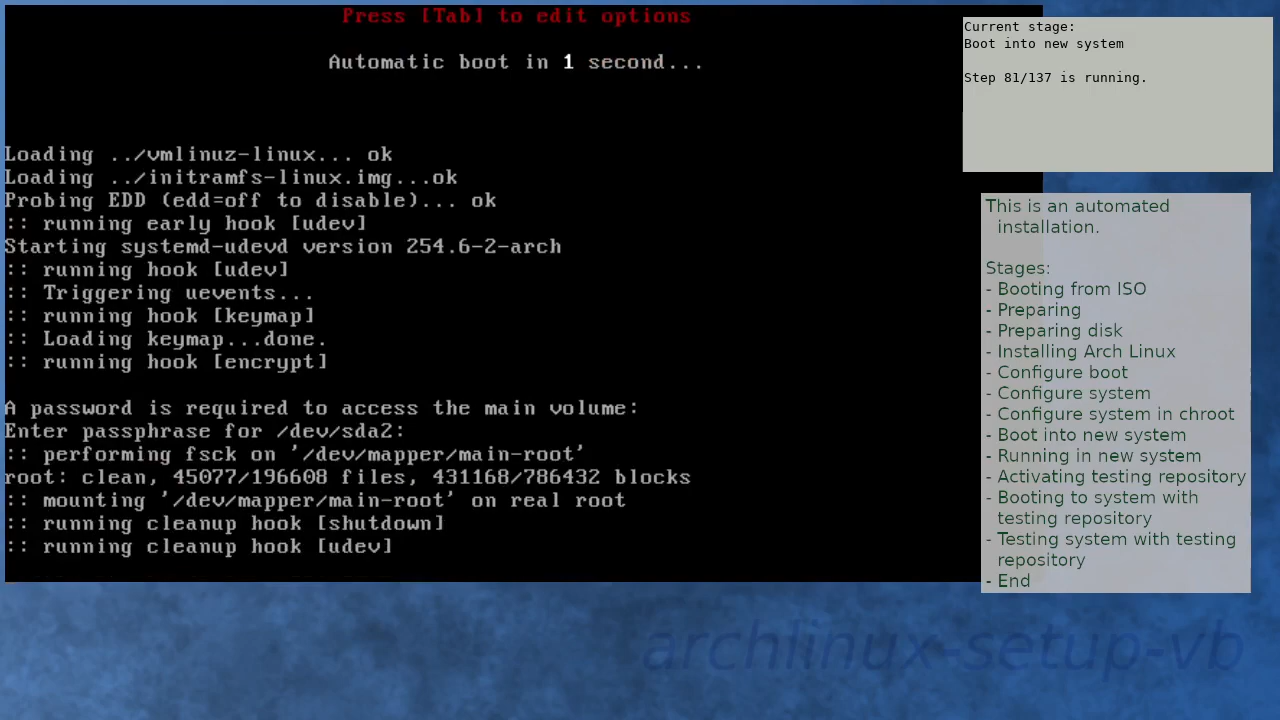 Press [Tab] to edit options
Automatic boot in 1 second...
Loading ../vmlinuz-linux... ok
Loading ../initramfs-linux.img...ok
Probing EDD (edd=off to disable)... ok
:: running early hook [udev]
Starting systemd-udevd version 254.6-2-arch
:: running hook [udev]
:: Triggering uevents...
:: running hook [keymap]
:: Loading keymap...done.
:: running hook [encrypt]
A password is required to access the main volume:
Enter passphrase for /dev/sda2:
:: performing fsck on '/dev/mapper/main-root'
root: clean, 45077/196608 files, 431168/786432 blocks
:: mounting '/dev/mapper/main-root' on real root
:: running cleanup hook [shutdown]
:: running cleanup hook [udev]
Current stage:
Boot into new system
Step 81/137 is running.
This is an automated
installation.
Stages:
- Booting from ISO
- Preparing
- Preparing disk
- Installing Arch Linux
- Configure boot
- Configure system
- Configure system in chroot
- Boot into new system
- Running in new system
- Activating testing repository
- Booting to system with
testing repository
- Testing system with testing
repository
- End
archlinux-setup-vb